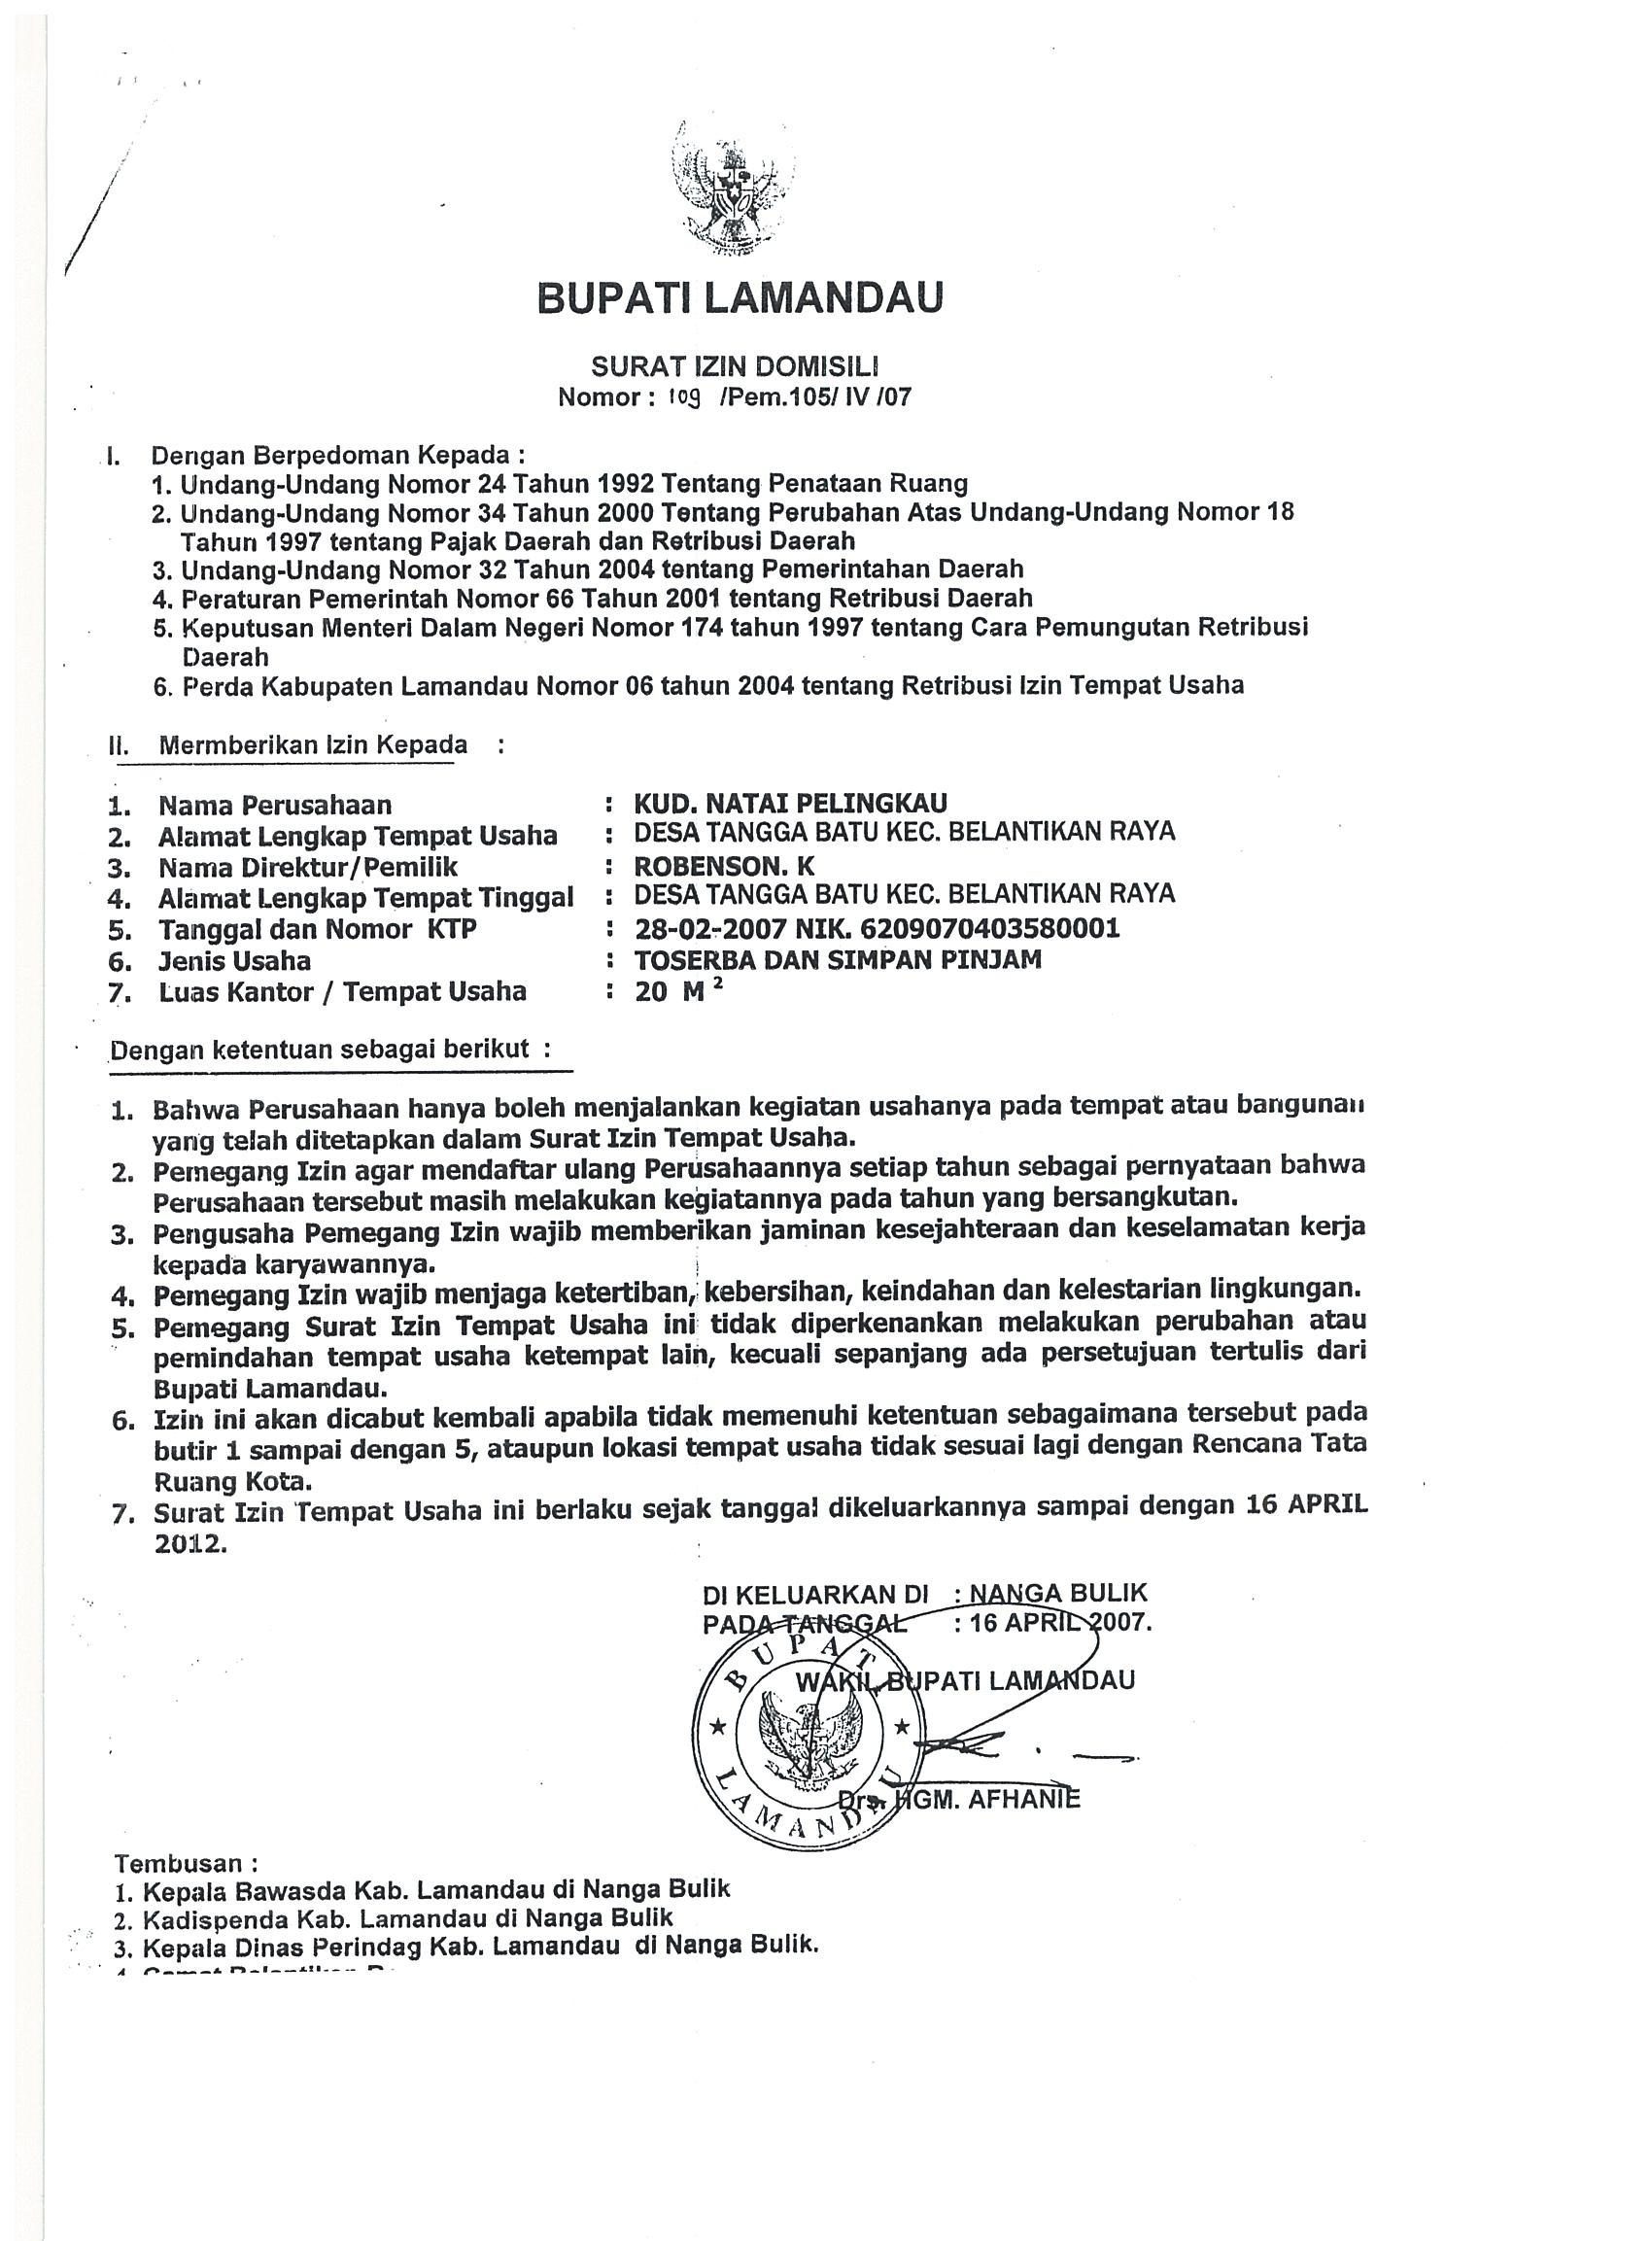 BUPATI LAMANDAU
SURAT IZIN DOMISILI
Nomor : 109 /Pem.105/ IV /07
I. Dengan Berpedoman Kepada :
1. Undang-Undang Nomor 24 Tahun 1992 Tentang Penataan Ruang
2. Undang-Undang Nomor 34 Tahun 2000 Tentang Perubahan Atas Undang-Undang Nomor 18
Tahun 1997 tentang Pajak Daerah dan Retribusi Daerah
3. Undang-Undang Nomor 32 Tahun 2004 tentang Pemerintahan Daerah
4. Peraturan Pemerintah Nomor 66 Tahun 2001 tentang Retribusi Daerah
5. Keputusan Menteri Dalam Negeri Nomor 174 tahun 1997 tentang Cara Pemungutan Retribusi
Daerah
6. Perda Kabupaten Lamandau Nomor 06 tahun 2004 tentang Retribusi Izin Tempat Usaha
II. Mermberikan Izin Kepada :
1. Nama Perusahaan : KUD. NATAI PELINGKAU
2. Alamat Lengkap Tempat Usaha : DESA TANGGA BATU KEC. BELANTIKAN RAYA
3. Nama Direktur/Pemilik : ROBENSON. K
4. Alamat Lengkap Tempat Tinggal : DESA TANGGA BATU KEC. BELANTIKAN RAYA
5. Tanggal dan Nomor KTP : 28-02-2007 NIK. 6209070403580001
6. Jenis Usaha : TOSERBA DAN SIMPAN PINJAM
7. Luas Kantor / Tempat Usaha : 20 M ²
Dengan ketentuan sebagai berikut :
1. Bahwa Perusahaan hanya boleh menjalankan kegiatan usahanya pada tempat atau bangunan
yang telah ditetapkan dalam Surat Izin Tempat Usaha.
2. Pemegang Izin agar mendaftar ulang Perusahaannya setiap tahun sebagai pernyataan bahwa
Perusahaan tersebut masih melakukan kegiatannya pada tahun yang bersangkutan.
3. Pengusaha Pemegang Izin wajib memberikan jaminan kesejahteraan dan keselamatan kerja
kepada karyawannya.
4. Pemegang Izin wajib menjaga ketertiban, kebersihan, keindahan dan kelestarian lingkungan.
5. Pemegang Surat Izin Tempat Usaha ini tidak diperkenankan melakukan perubahan atau
pemindahan tempat usaha ketempat lain, kecuali sepanjang ada persetujuan tertulis dari
Bupati Lamandau.
6. Izin ini akan dicabut kembali apabila tidak memenuhi ketentuan sebagaimana tersebut pada
butir 1 sampai dengan 5, ataupun lokasi tempat usaha tidak sesuai lagi dengan Rencana Tata
Ruang Kota.
7. Surat Izin Tempat Usaha ini berlaku sejak tanggal dikeluarkannya sampai dengan 16 APRIL
2012.
DI KELUARKAN DI : NANGA BULIK
PADA TANGGAL : 16 APRIL 2007.
WAKIL BUPATI LAMANDAU
BUPATI
LAMANDAU
Drs. HGM. AFHANIE
Tembusan :
1. Kepala Bawasda Kab. Lamandau di Nanga Bulik
2. Kadispenda Kab. Lamandau di Nanga Bulik
3. Kepala Dinas Perindag Kab. Lamandau di Nanga Bulik.